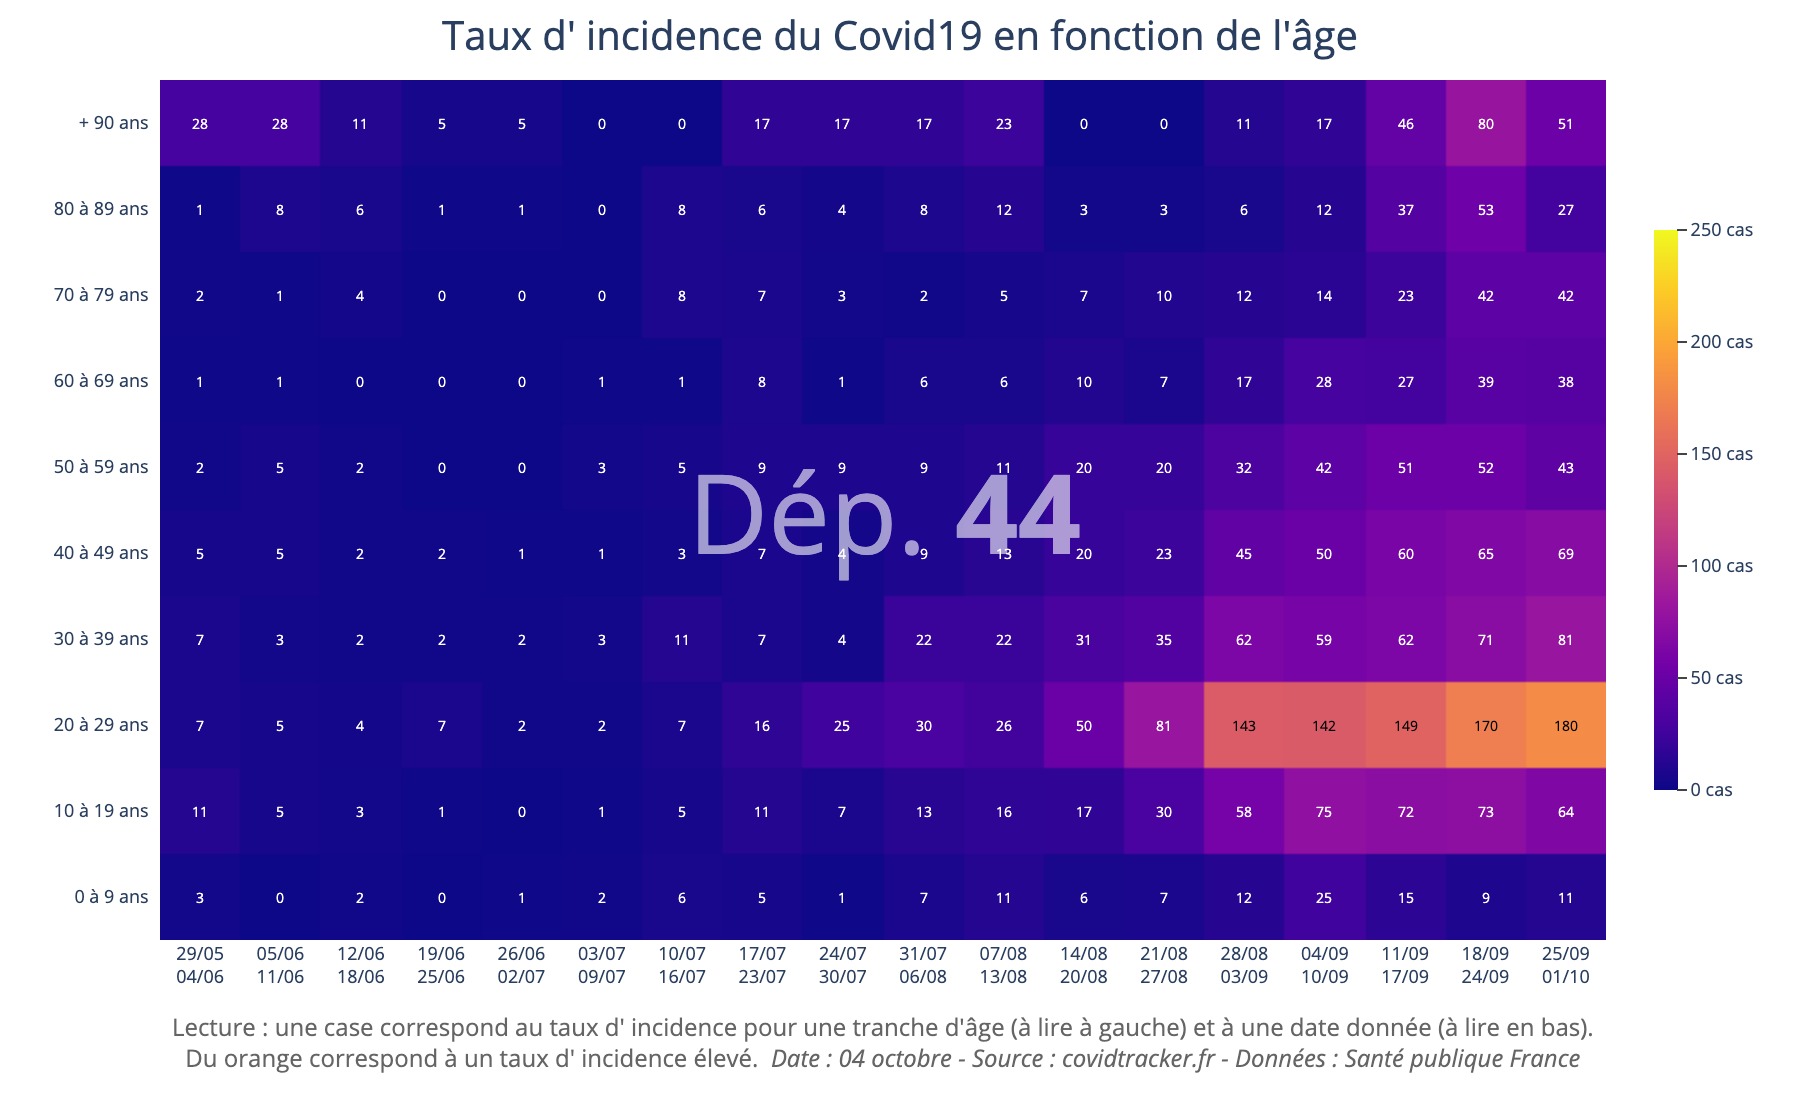 Taux d' incidence du Covid19 en fonction de l'âge
+ 90 ans 28 28 11 5 5 0 0 17 17 17 23 0 0 11 17 46 80 51
80 à 89 ans 1 8 6 1 1 0 8 6 4 8 12 3 3 6 12 37 53 27
70 à 79 ans 2 1 4 0 0 0 8 7 3 2 5 7 10 12 14 23 42 42
60 à 69 ans 1 1 0 0 0 1 1 8 1 6 6 10 7 17 28 27 39 38
50 à 59 ans 2 5 2 0 0 3 5 9 9 9 11 20 20 32 42 51 52 43
Dép. 44
40 à 49 ans 5 5 2 2 1 1 3 7 4 9 13 20 23 45 50 60 65 69
30 à 39 ans 7 3 2 2 2 3 11 7 4 22 22 31 35 62 59 62 71 81
20 à 29 ans 7 5 4 7 2 2 7 16 25 30 26 50 81 143 142 149 170 180
10 à 19 ans 11 5 3 1 0 1 5 11 7 13 16 17 30 58 75 72 73 64
0 à 9 ans 3 0 2 0 1 2 6 5 1 7 11 6 7 12 25 15 9 11
29/05 05/06 12/06 19/06 26/06 03/07 10/07 17/07 24/07 31/07 07/08 14/08 21/08 28/08 04/09 11/09 18/09 25/09
04/06 11/06 18/06 25/06 02/07 09/07 16/07 23/07 30/07 06/08 13/08 20/08 27/08 03/09 10/09 17/09 24/09 01/10
250 cas
200 cas
150 cas
100 cas
50 cas
0 cas
Lecture : une case correspond au taux d' incidence pour une tranche d'âge (à lire à gauche) et à une date donnée (à lire en bas).
Du orange correspond à un taux d' incidence élevé. Date : 04 octobre - Source : covidtracker.fr - Données : Santé publique France